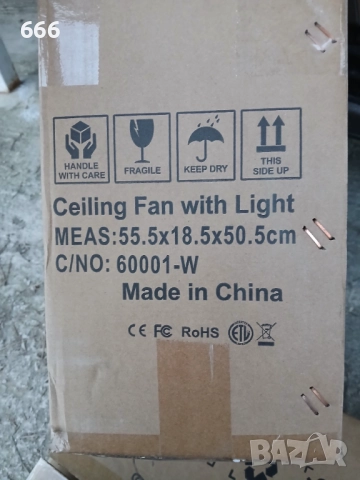 666
HANDLE
WITH CARE
FRAGILE
KEEP DRY
THIS
SIDE UP
Ceiling Fan with Light
MEAS:55.5x18.5x50.5cm
C/NO: 60001-W
Made in China
CE FC RoHS ETL
BAZAR